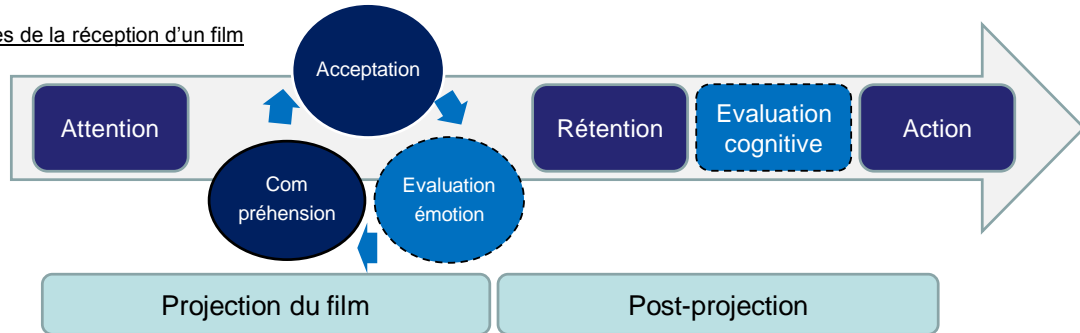 es de la réception d’un film
Acceptation
Attention
Com
préhension
Evaluation
émotion
Rétention
Evaluation
cognitive
Action
Projection du film
Post-projection